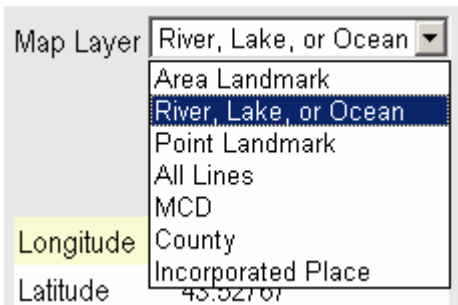 Map Layer River, Lake, or Ocean
Area Landmark
River, Lake, or Ocean
Point Landmark
All Lines
MCD
Longitude County
Incorporated Place
Latitude